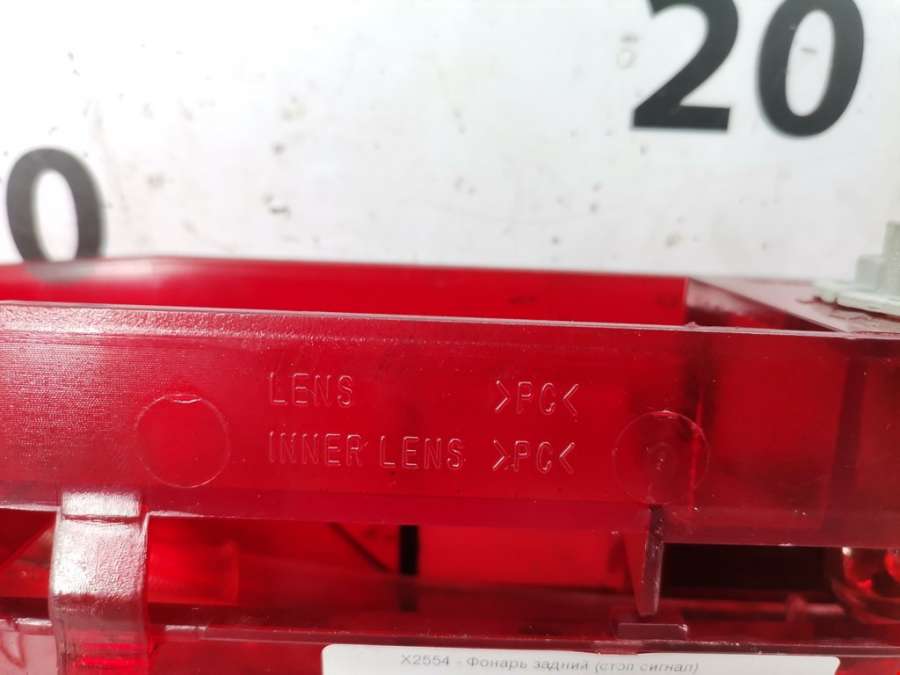 20
0
LENS >PC<
INNER LENS >PC<
X2554 - Фонарь задний (стоп сигнал)